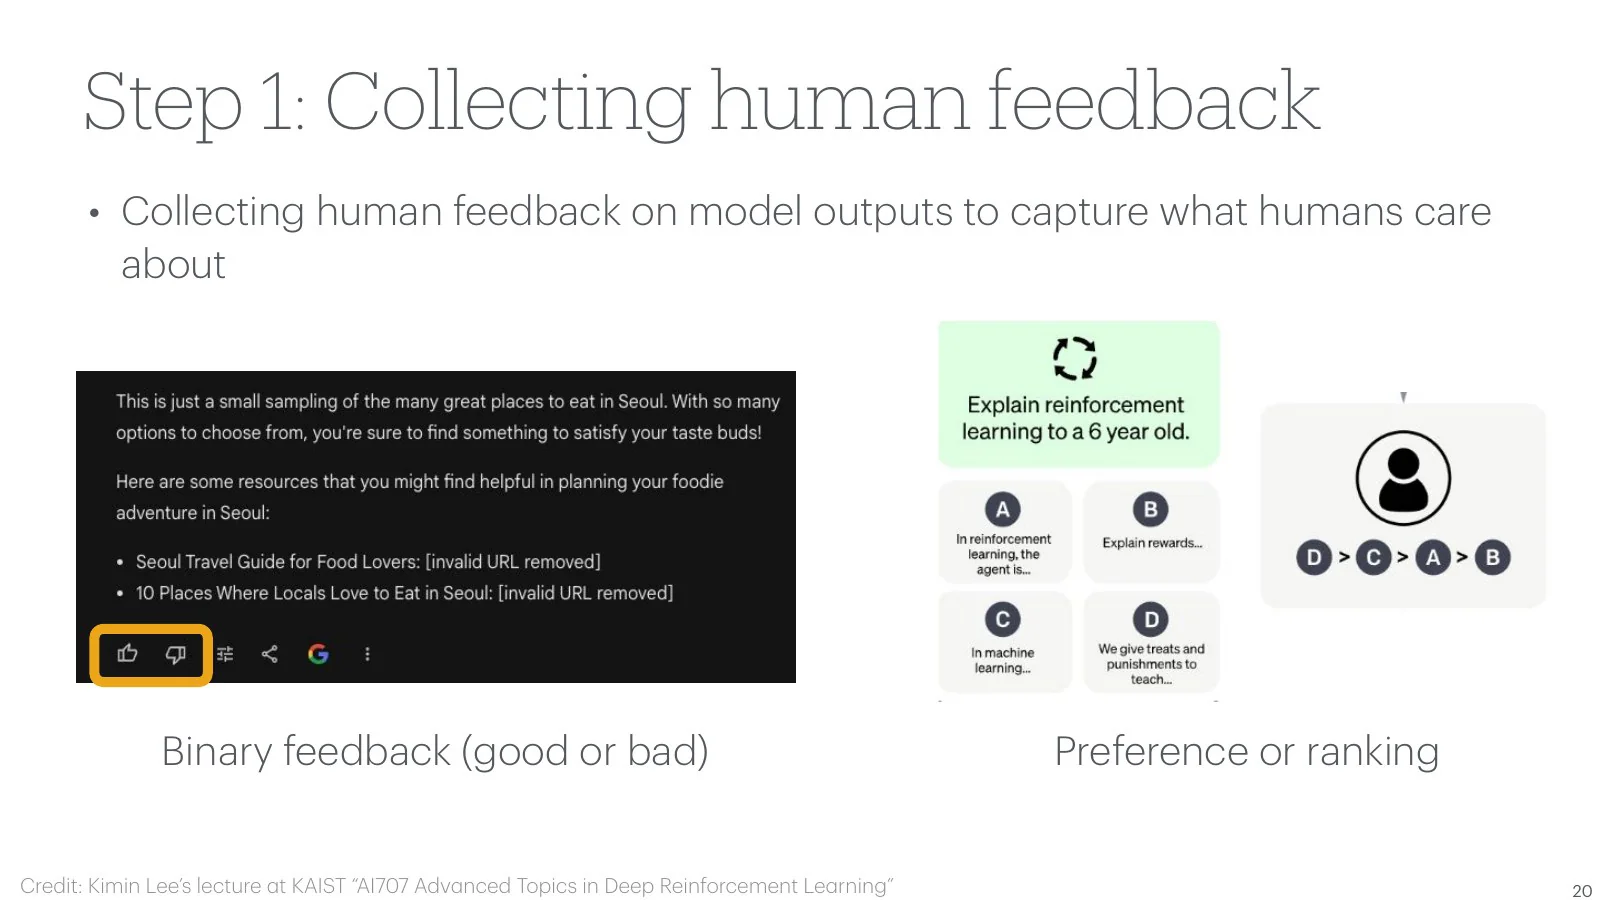 Step 1: Collecting human feedback
• Collecting human feedback on model outputs to capture what humans care
about
This is just a small sampling of the many great places to eat in Seoul. With so many
options to choose from, you're sure to find something to satisfy your taste buds!
Here are some resources that you might find helpful in planning your foodie
adventure in Seoul:
• Seoul Travel Guide for Food Lovers: [invalid URL removed]
• 10 Places Where Locals Love to Eat in Seoul: [invalid URL removed]
G
Binary feedback (good or bad)
Explain reinforcement
learning to a 6 year old.
A
In reinforcement
learning, the
agent is...
B
Explain rewards...
C
In machine
learning...
D
We give treats and
punishments to
teach...
D > C > A > B
Preference or ranking
Credit: Kimin Lee's lecture at KAIST “AI707 Advanced Topics in Deep Reinforcement Learning”
20